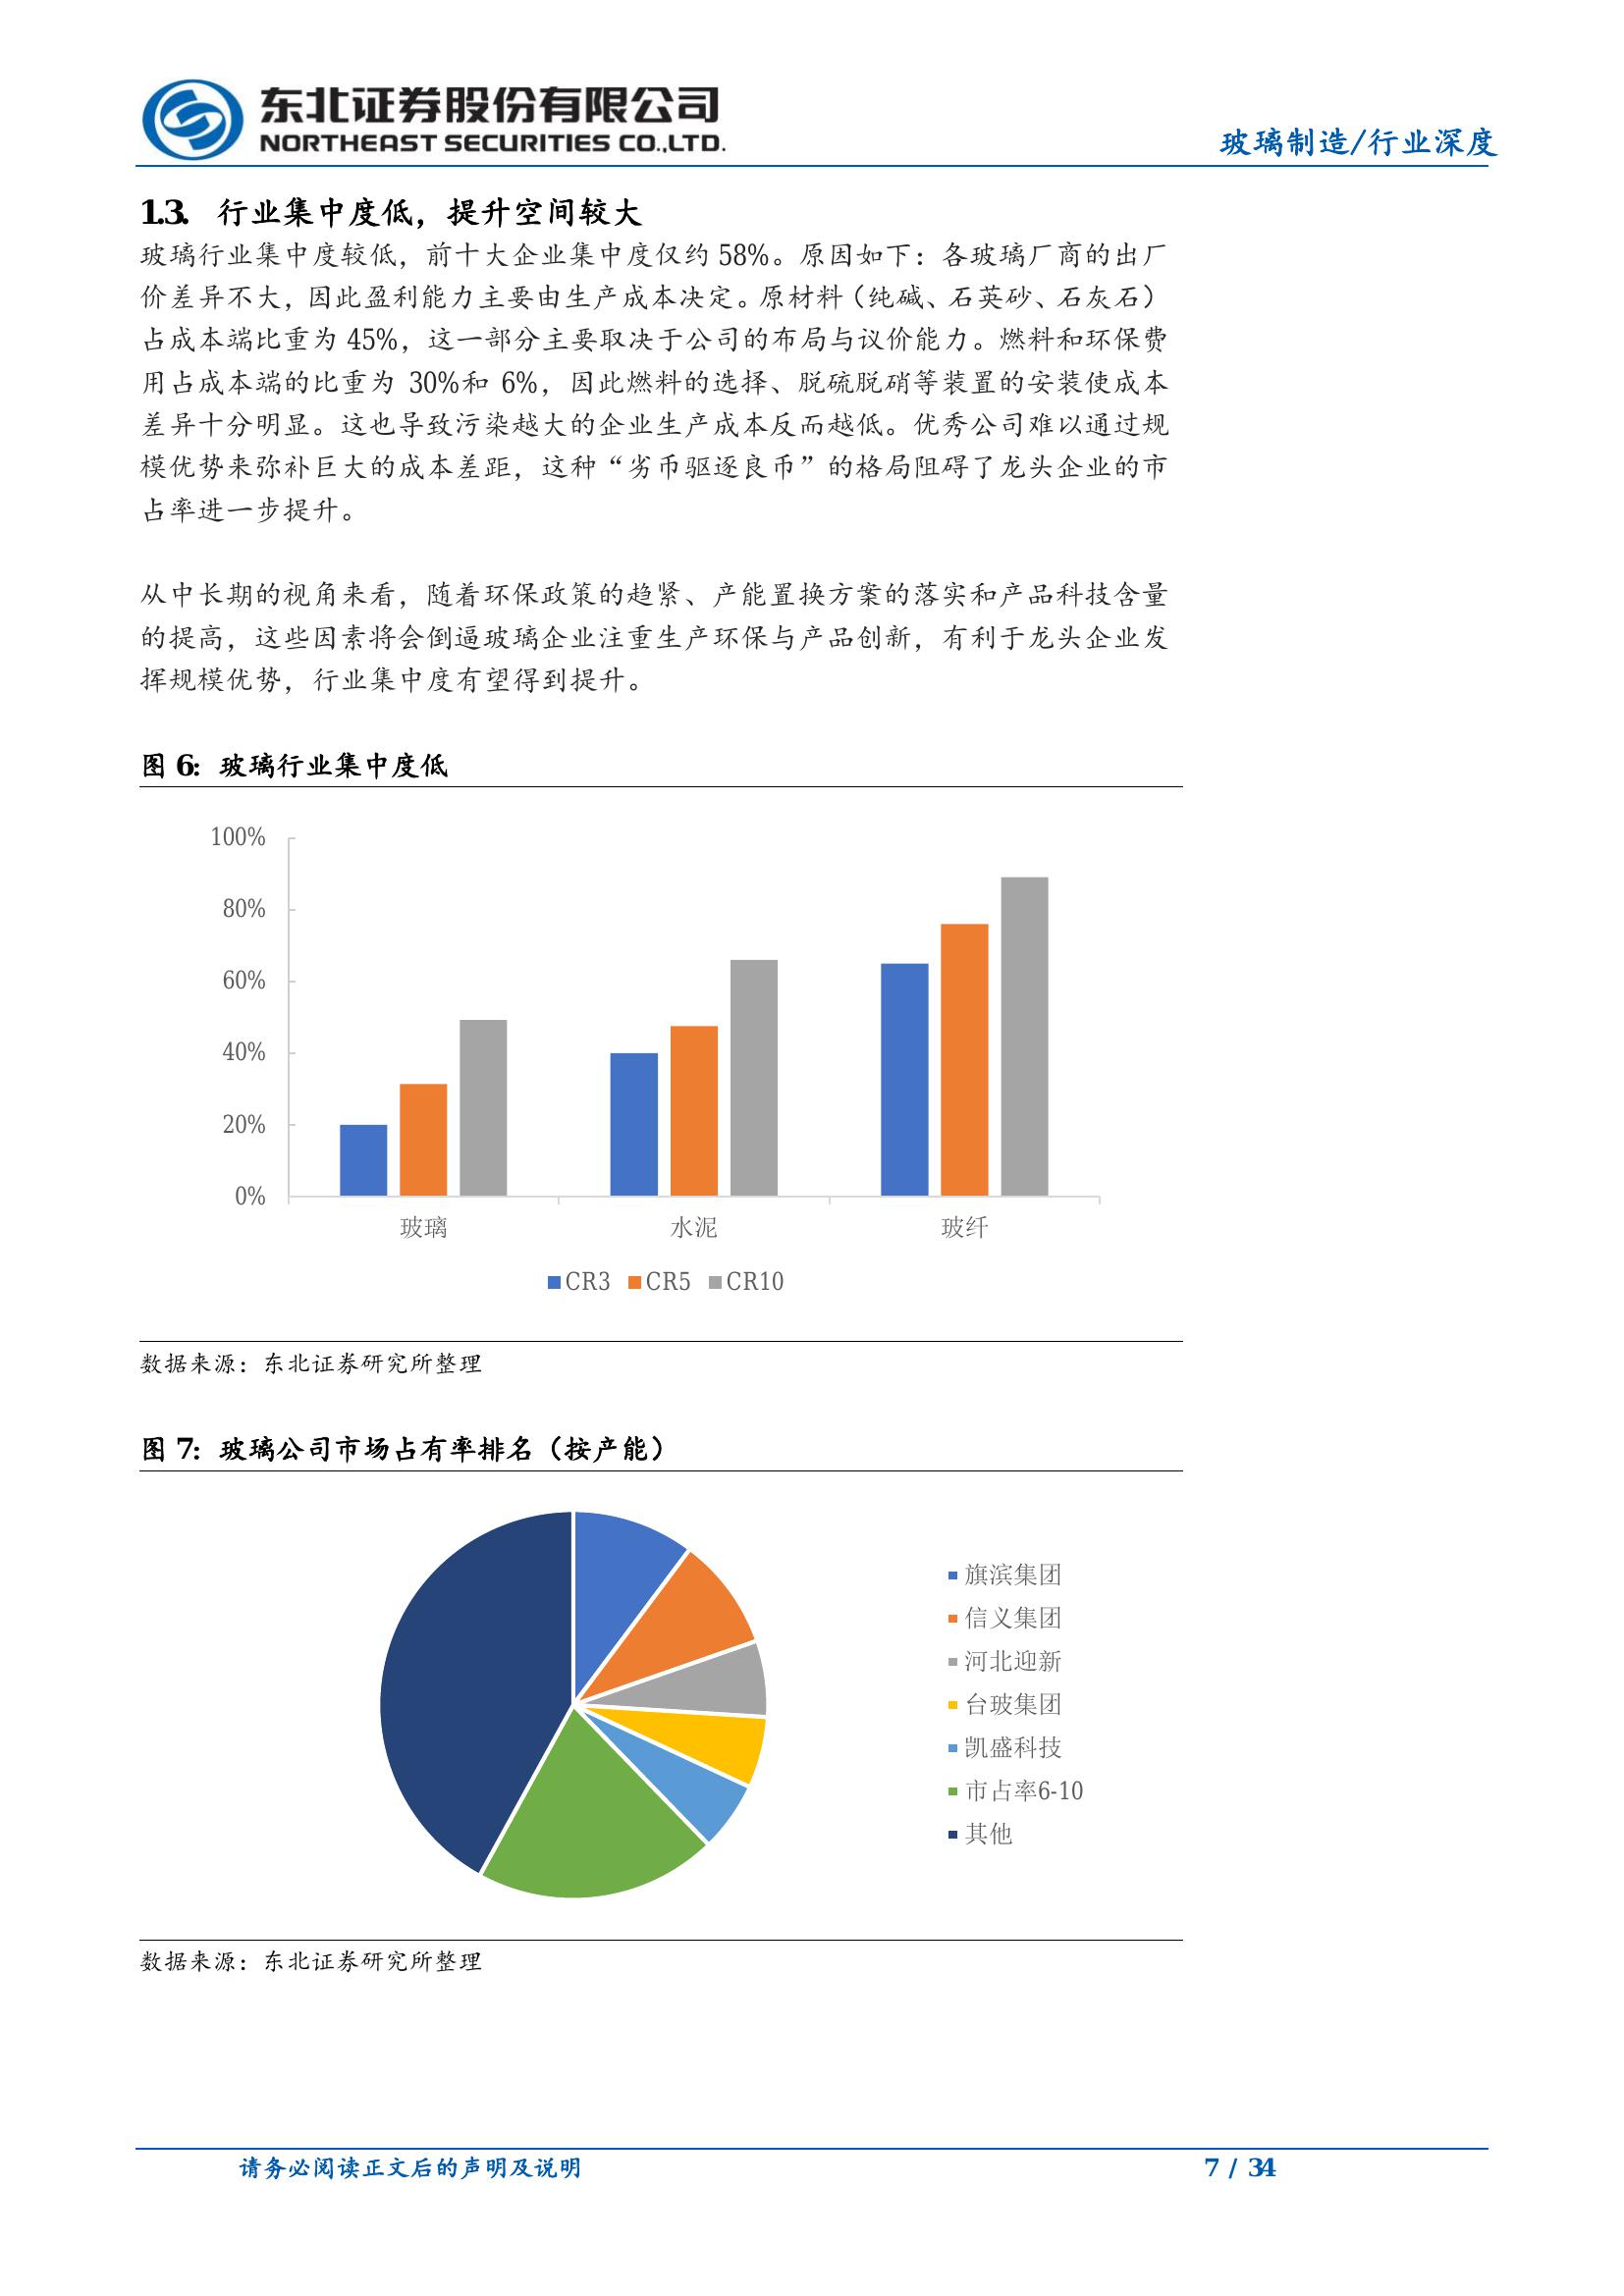 东北证券股份有限公司
NORTHEAST SECURITIES CO.,LTD.
玻璃制造/行业深度
1.3. 行业集中度低，提升空间较大
玻璃行业集中度较低，前十大企业集中度仅约 58%。原因如下：各玻璃厂商的出厂
价差异不大，因此盈利能力主要由生产成本决定。原材料（纯碱、石英砂、石灰石）
占成本端比重为 45%，这一部分主要取决于公司的布局与议价能力。燃料和环保费
用占成本端的比重为 30%和 6%，因此燃料的选择、脱硫脱硝等装置的安装使成本
差异十分明显。这也导致污染越大的企业生产成本反而越低。优秀公司难以通过规
模优势来弥补巨大的成本差距，这种“劣币驱逐良币”的格局阻碍了龙头企业的市
占率进一步提升。
从中长期的视角来看，随着环保政策的趋紧、产能置换方案的落实和产品科技含量
的提高，这些因素将会倒逼玻璃企业注重生产环保与产品创新，有利于龙头企业发
挥规模优势，行业集中度有望得到提升。
图 6：玻璃行业集中度低
100%
80%
60%
40%
20%
0%
玻璃 水泥 玻纤
CR3 CR5 CR10
数据来源：东北证券研究所整理
图 7：玻璃公司市场占有率排名（按产能）
旗滨集团
信义集团
河北迎新
台玻集团
凯盛科技
市占率6-10
其他
数据来源：东北证券研究所整理
请务必阅读正文后的声明及说明 7 / 34